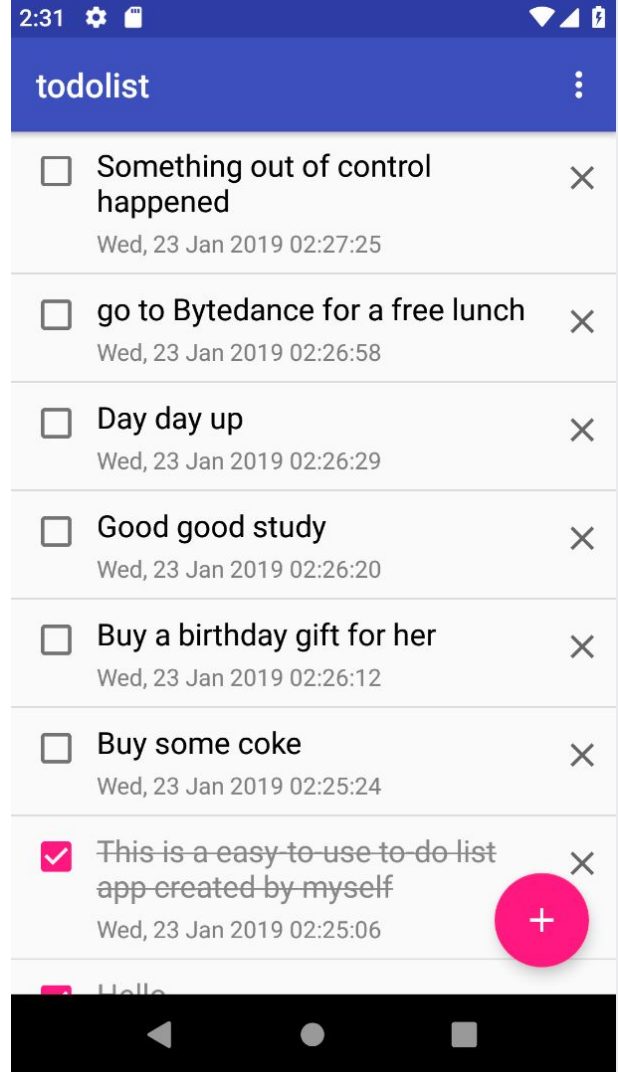 2:31
todolist
Something out of control
happened
Wed, 23 Jan 2019 02:27:25
go to Bytedance for a free lunch
Wed, 23 Jan 2019 02:26:58
Day day up
Wed, 23 Jan 2019 02:26:29
Good good study
Wed, 23 Jan 2019 02:26:20
Buy a birthday gift for her
Wed, 23 Jan 2019 02:26:12
Buy some coke
Wed, 23 Jan 2019 02:25:24
This is a easy-to-use to-do list
app created by myself
Wed, 23 Jan 2019 02:25:06
Hello